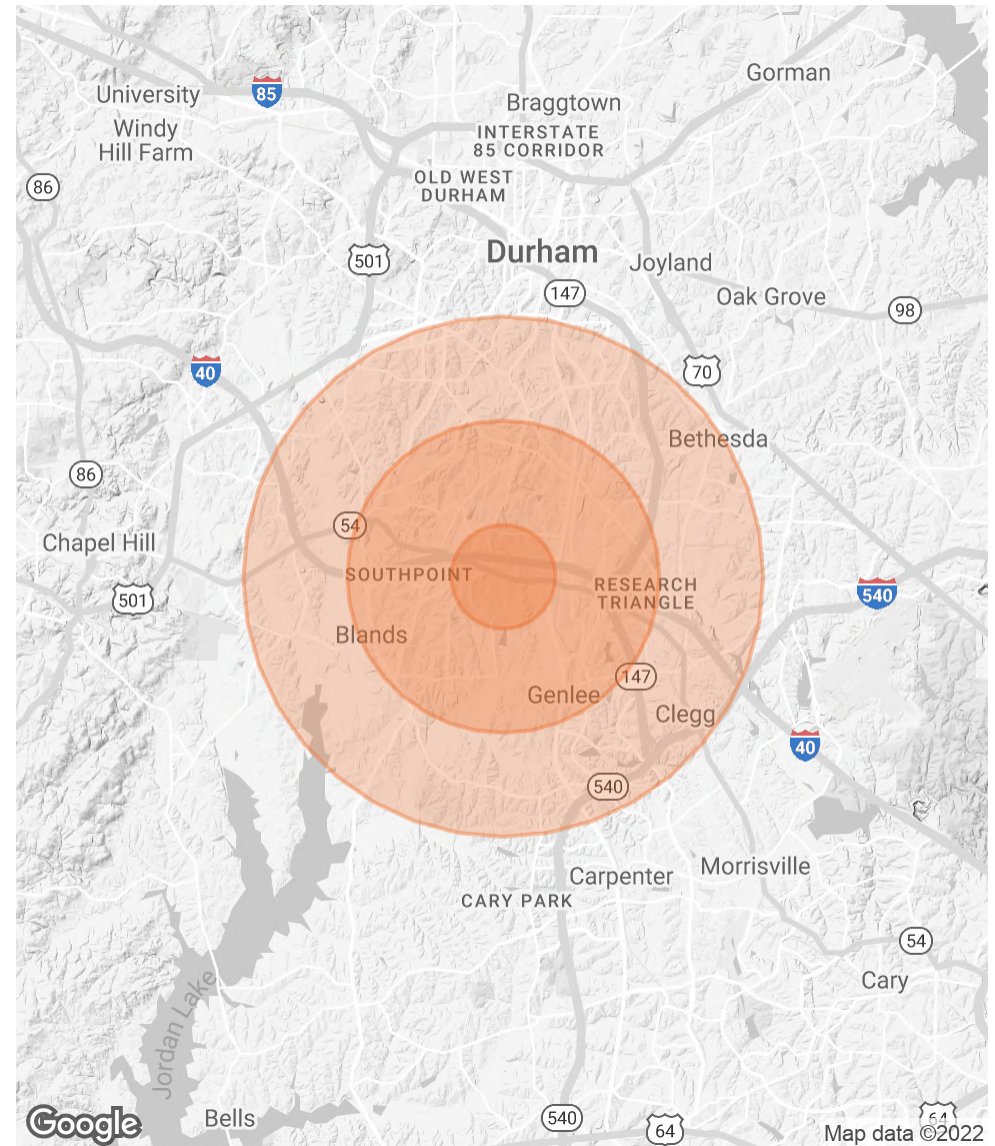 Gorman
University
85
Braggtown
Windy
Hill Farm
INTERSTATE
85 CORRIDOR
86
OLD WEST
DURHAM
Durham
501
Joyland
147
Oak Grove
98
40
70
Bethesda
86
54
Chapel Hill
SOUTHPOINT
RESEARCH
TRIANGLE
540
501
Blands
147
Genlee
Clegg
40
540
Carpenter
Morrisville
CARY PARK
54
Cary
Jordan Lake
Bells
540
64
64
Google
Map data ©2022